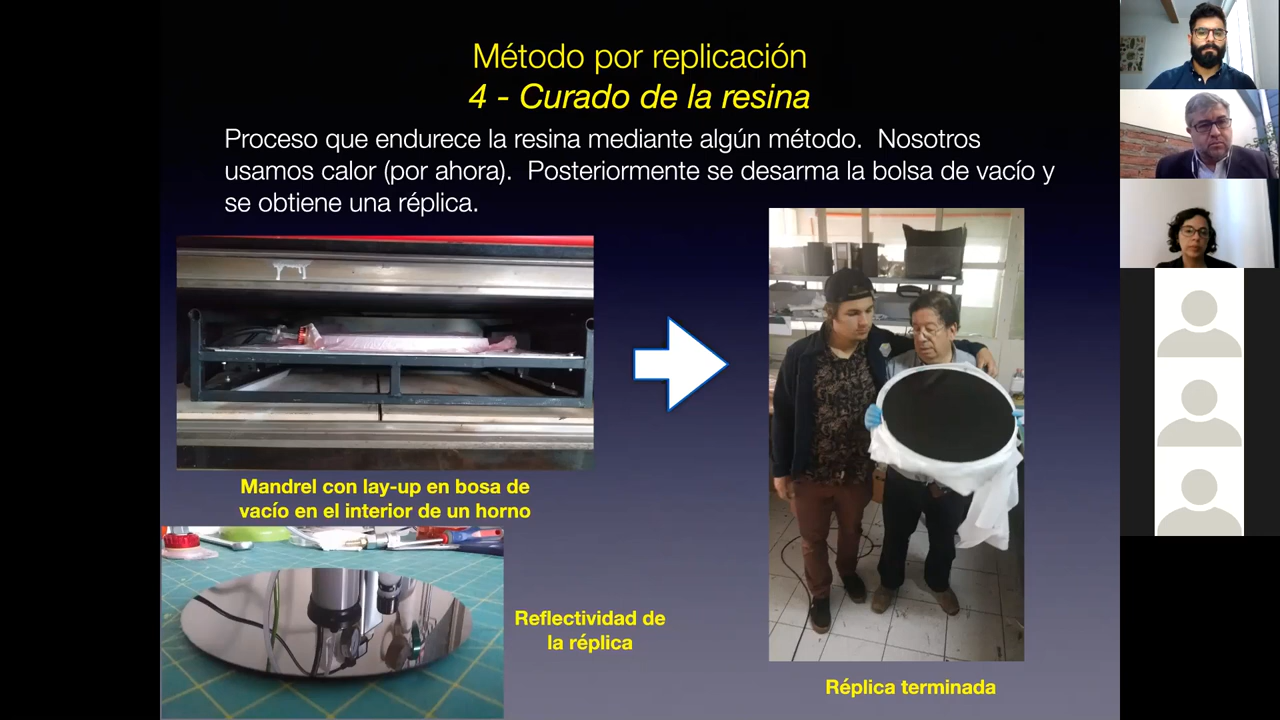 Método por replicación
4 - Curado de la resina
Proceso que endurece la resina mediante algún método.  Nosotros
usamos calor (por ahora).  Posteriormente se desarma la bolsa de vacío y
se obtiene una réplica.
Mandrel con lay-up en bosa de
vacío en el interior de un horno
Reflectividad de
la réplica
Réplica terminada